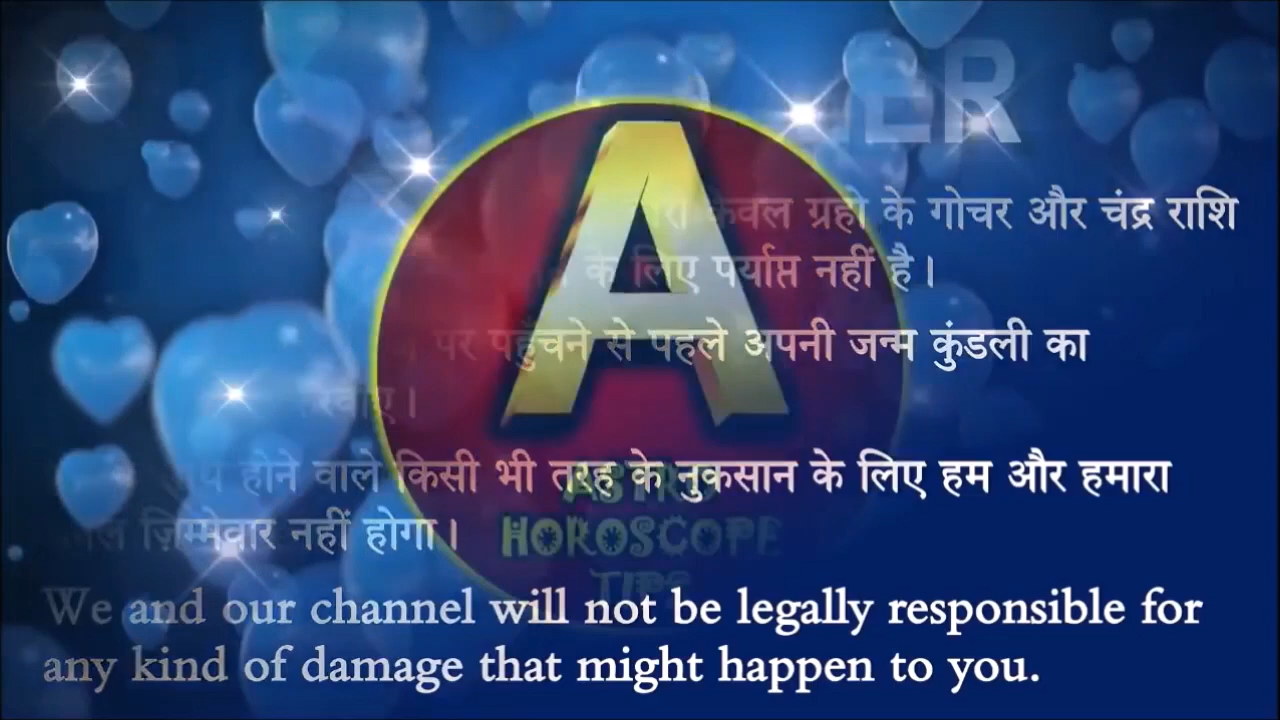 ER
केवल ग्रहो के गोचर और चंद्र राशि
के लिए पर्याप्त नहीं है।
पर पहुँचने से पहले अपनी जन्म कुंडली का
होने वाले किसी भी तरह के नुकसान के लिए हम और हमारा
ज़िम्मेवार नहीं होगा।
A
ASTRO
HOROSCOPE
TIPS
We and our channel will not be legally responsible for
any kind of damage that might happen to you.